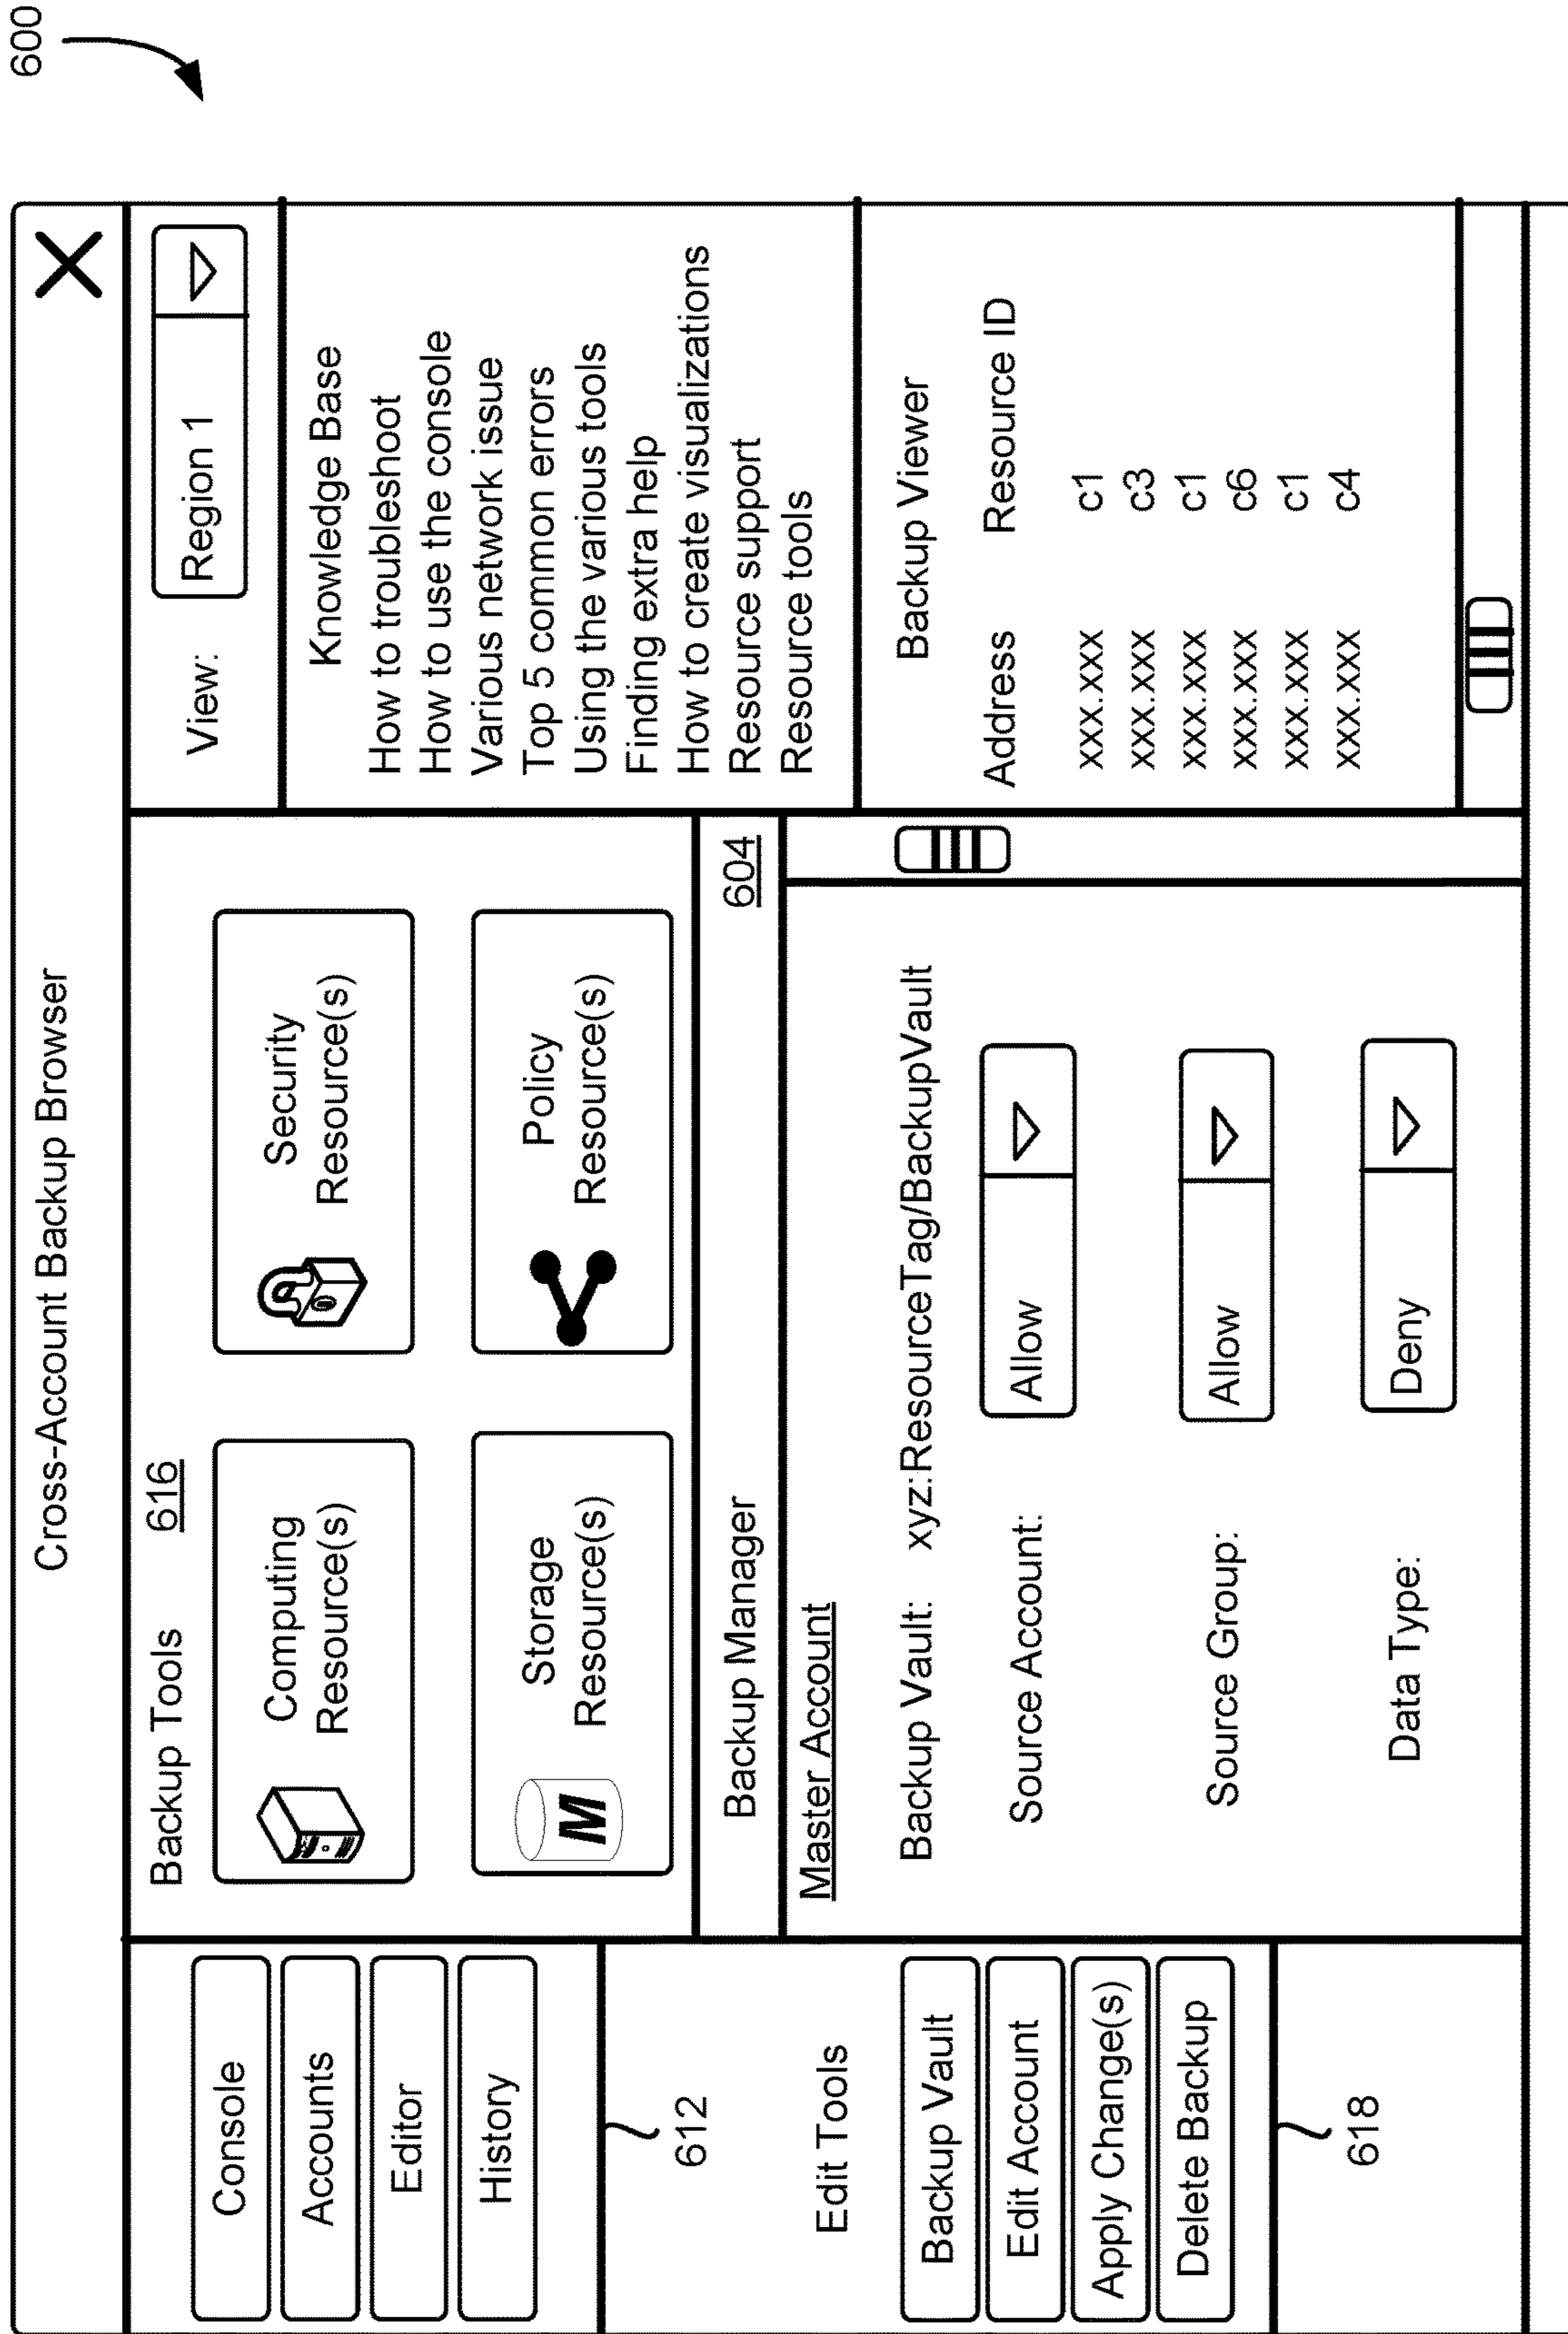 600
Cross-Account Backup Browser
Console
Accounts
Editor
History
612
Edit Tools
Backup Vault
Edit Account
Apply Change(s)
Delete Backup
618
Backup Tools 616
Computing
Resource(s)
Security
Resource(s)
Storage
Resource(s)
M
Policy
Resource(s)
Backup Manager 604
Master Account
Backup Vault: xyz:ResourceTag/BackupVault
Source Account: Allow
Source Group: Allow
Data Type: Deny
View: Region 1
Knowledge Base
How to troubleshoot
How to use the console
Various network issue
Top 5 common errors
Using the various tools
Finding extra help
How to create visualizations
Resource support
Resource tools
Backup Viewer
Address Resource ID
xxx.xxx c1
xxx.xxx c3
xxx.xxx c1
xxx.xxx c6
xxx.xxx c1
xxx.xxx c4